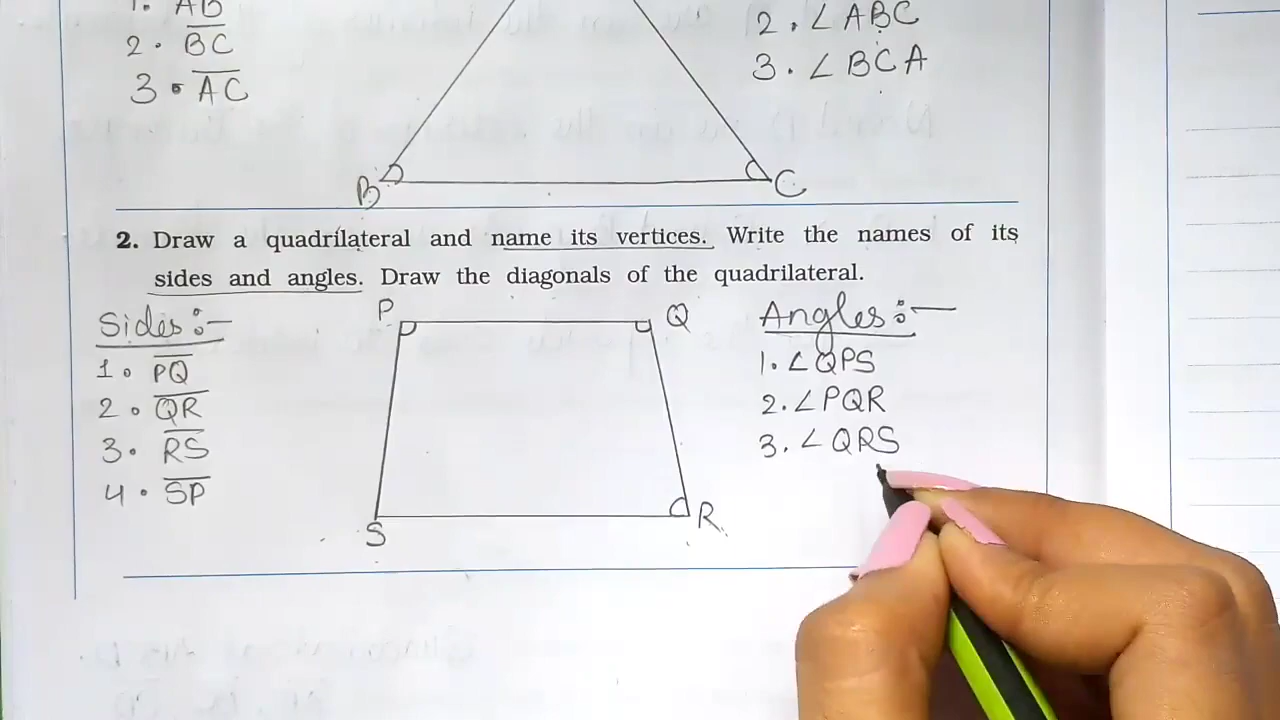 1. AB
2. BC
3. AC
2. ∠ABC
3. ∠BCA
B
C
2. Draw a quadrilateral and name its vertices. Write the names of its
sides and angles. Draw the diagonals of the quadrilateral.
Sides :-
1. PQ
2. QR
3. RS
4. SP
P
Q
S
R
Angles :-
1. ∠QPS
2. ∠PQR
3. ∠QRS